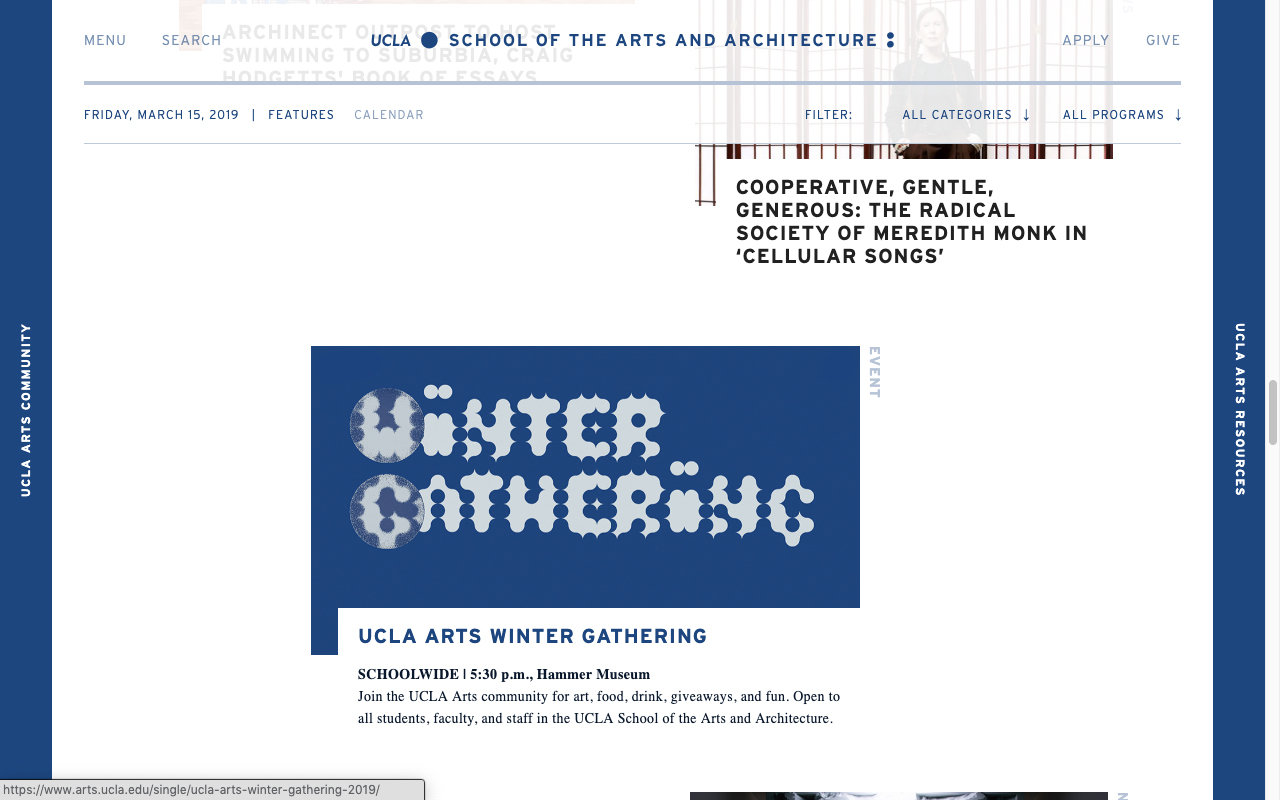 MENU SEARCH UCLA SCHOOL OF THE ARTS AND ARCHITECTURE APPLY GIVE
ARCHINECT OUTPOST TO HOST
SWIMMING TO SUBURBIA, CRAIG
HODGETTS' BOOK OF ESSAYS
FRIDAY, MARCH 15, 2019 | FEATURES CALENDAR FILTER: ALL CATEGORIES ↓ ALL PROGRAMS ↓
COOPERATIVE, GENTLE,
GENEROUS: THE RADICAL
SOCIETY OF MEREDITH MONK IN
‘CELLULAR SONGS’
UCLA ARTS COMMUNITY
UCLA ARTS RESOURCES
EVENT
WïNTER
GATHERïNG
UCLA ARTS WINTER GATHERING
SCHOOLWIDE | 5:30 p.m., Hammer Museum
Join the UCLA Arts community for art, food, drink, giveaways, and fun. Open to
all students, faculty, and staff in the UCLA School of the Arts and Architecture.
https://www.arts.ucla.edu/single/ucla-arts-winter-gathering-2019/